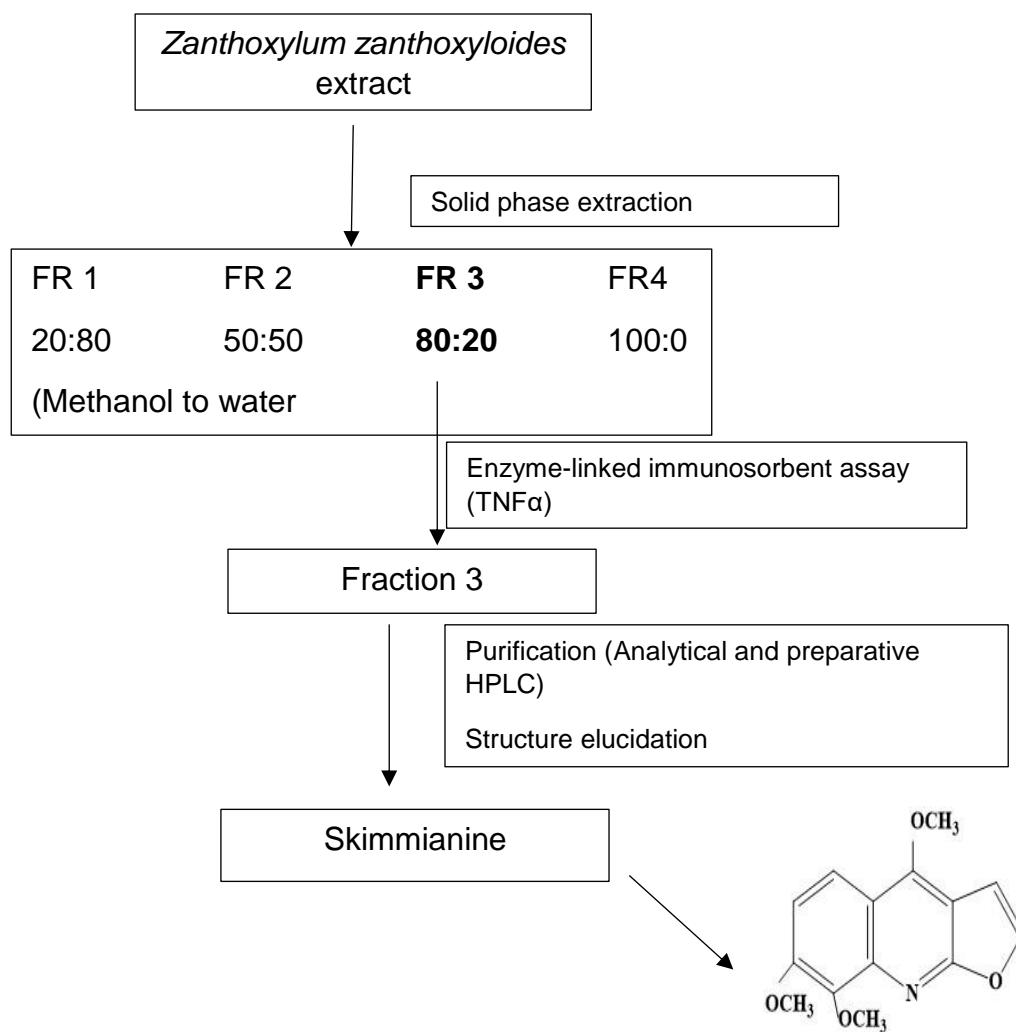 Zanthoxylum zanthoxyloides
extract
Solid phase extraction
FR 1 FR 2 FR 3 FR4
20:80 50:50 80:20 100:0
(Methanol to water
Enzyme-linked immunosorbent assay
(TNFα)
Fraction 3
Purification (Analytical and preparative
HPLC)
Structure elucidation
Skimmianine
OCH3
N
O
OCH3
OCH3